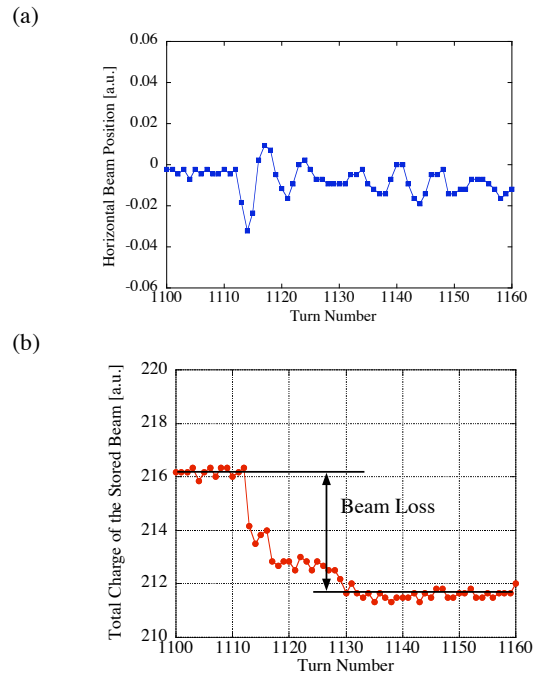 (a)
Horizontal Beam Position [a.u.]
0.06
0.04
0.02
0
-0.02
-0.04
-0.06
1100 1110 1120 1130 1140 1150 1160
Turn Number
(b)
Total Charge of the Stored Beam [a.u.]
220
218
216
214
212
210
Beam Loss
1100 1110 1120 1130 1140 1150 1160
Turn Number